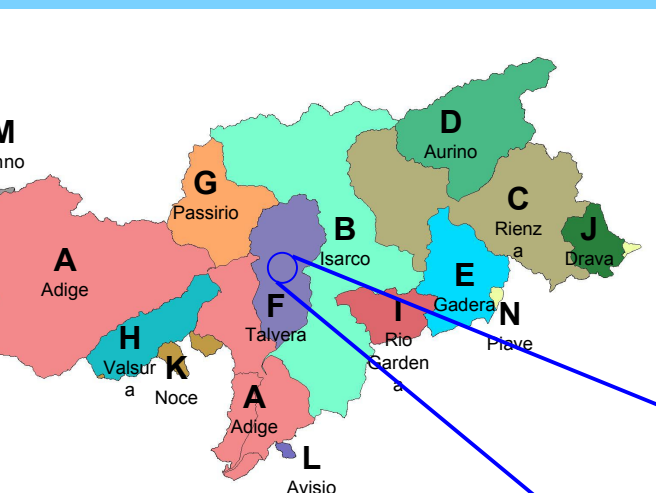 M
D
Aurino
G
Passirio
C
Rienz
a
B
Isarco
J
Drava
A
Adige
E
Gadera
F
Talvera
I
Rio
Garden
a
N
Piave
H
Valsur
a
K
Noce
A
Adige
L
Avisio